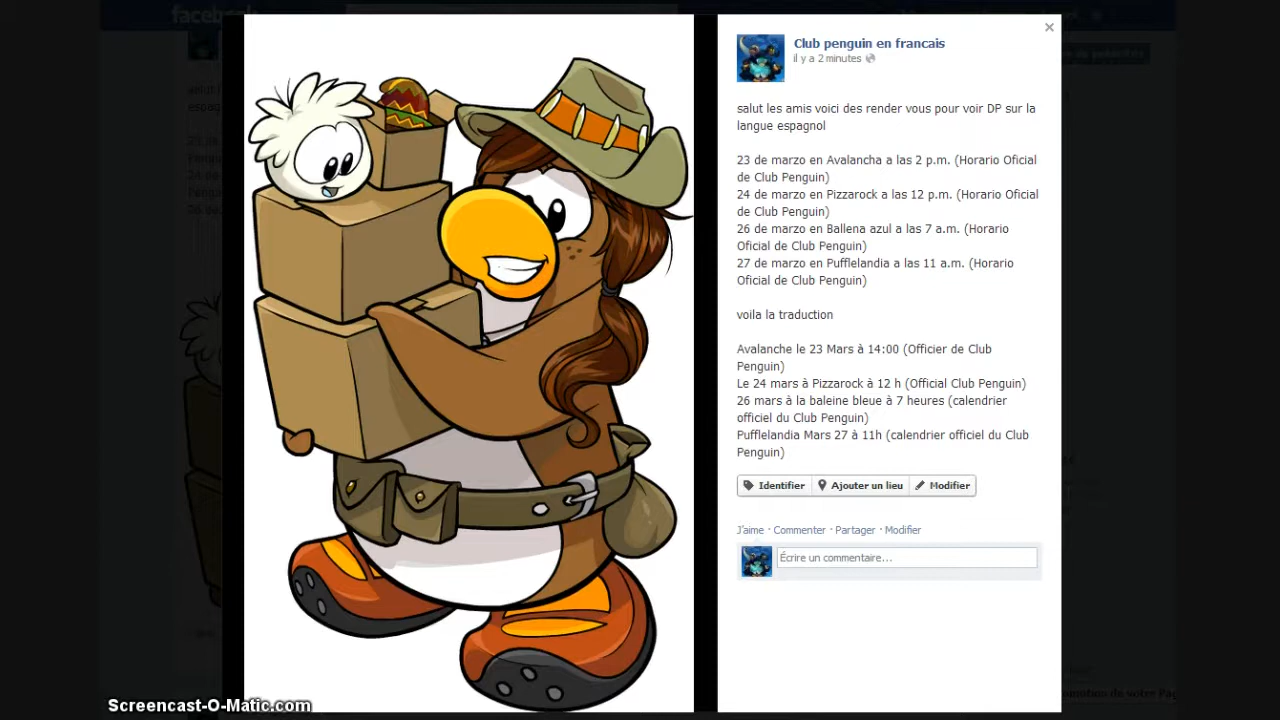 facebook
Club penguin en francais
il y a 2 minutes
salut les amis voici des render vous pour voir DP sur la
langue espagnol
23 de marzo en Avalancha a las 2 p.m. (Horario Oficial
de Club Penguin)
24 de marzo en Pizzarock a las 12 p.m. (Horario Oficial
de Club Penguin)
26 de marzo en Ballena azul a las 7 a.m. (Horario
Oficial de Club Penguin)
27 de marzo en Pufflelandia a las 11 a.m. (Horario
Oficial de Club Penguin)
voila la traduction
Avalanche le 23 Mars à 14:00 (Officier de Club
Penguin)
Le 24 mars à Pizzarock à 12 h (Official Club Penguin)
26 mars à la baleine bleue à 7 heures (calendrier
officiel du Club Penguin)
Pufflelandia Mars 27 à 11h (calendrier officiel du Club
Penguin)
Identifier Ajouter un lieu Modifier
J'aime · Commenter · Partager · Modifier
Écrire un commentaire...
Screencast-O-Matic.com